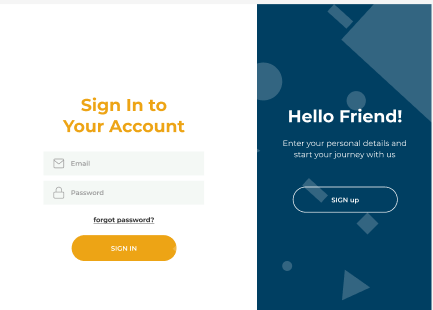 Sign In to
Your Account
Email
Password
forgot password?
SIGN IN
Hello Friend!
Enter your personal details and
start your journey with us
SIGN up